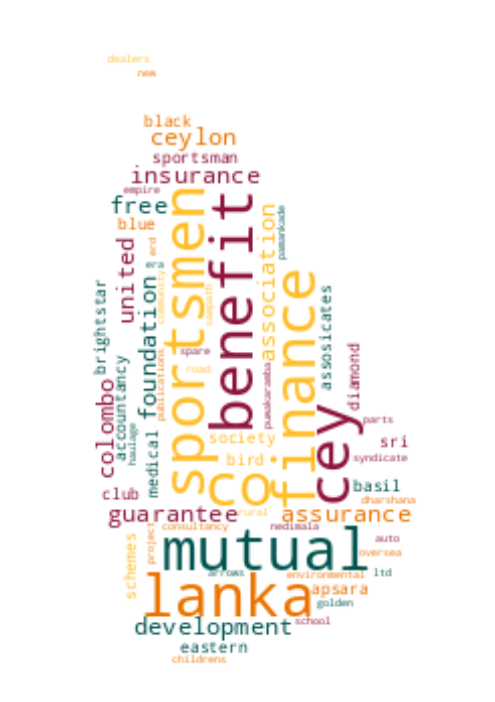 dealers
new
black
ceylon
sportsman
insurance
empire
free
blue
sportsmen
benefit
association
pamankade
united
erd
era
community
sampath
finance
foundation
brightstar
assosicates
publications
spare
road
diamond
colombo
accountancy
haulage
pumakaramba
cey
parts
society
sri
medical
bird
syndicate
co
basil
club
dharshana
guarantee
rural
assurance
consultancy
nedimala
project
schemes
mutual
auto
oversea
arrows
environmental
ltd
lanka
apsara
golden
development
school
eastern
childrens